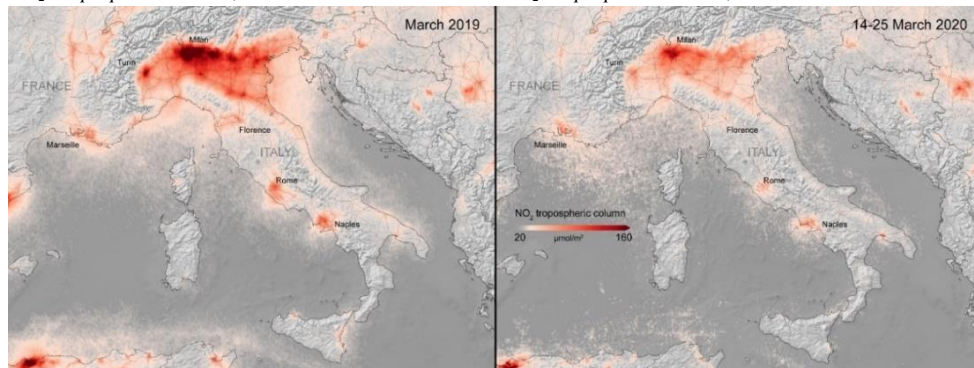 March 2019
Milan
Turin
FRANCE
Marseille
Florence
ITALY
Rome
Naples
14-25 March 2020
Milan
Turin
FRANCE
Marseille
Florence
ITALY
Rome
Naples
NO₂ tropospheric column
20 µmol/m² 160